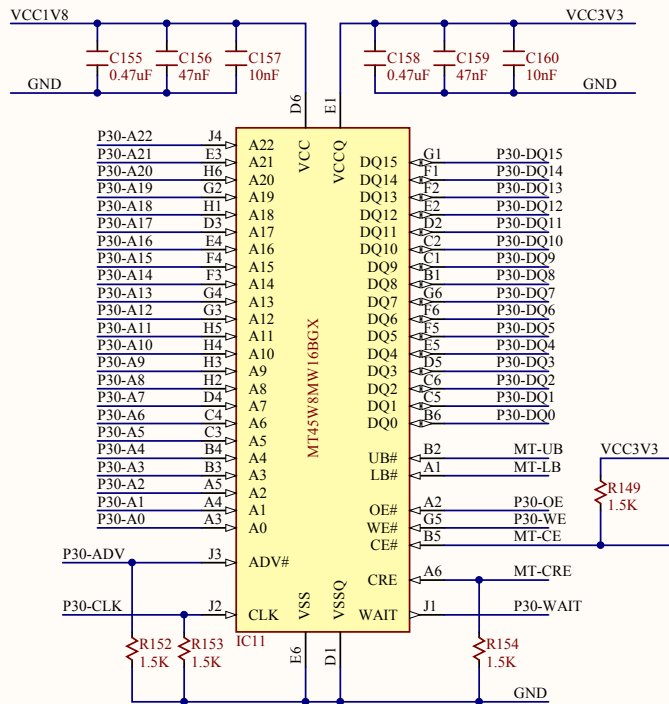 VCC1V8 VCC3V3
C155 0.47uF C156 47nF C157 10nF C158 0.47uF C159 47nF C160 10nF
GND GND
D6 E1
VCC VCCQ
P30-A22 J4 A22
P30-A21 E3 A21 DQ15 G1 P30-DQ15
P30-A20 H6 A20 DQ14 F1 P30-DQ14
P30-A19 G2 A19 DQ13 F2 P30-DQ13
P30-A18 H1 A18 DQ12 E2 P30-DQ12
P30-A17 D3 A17 DQ11 D2 P30-DQ11
P30-A16 E4 A16 DQ10 C2 P30-DQ10
P30-A15 F4 A15 DQ9 C1 P30-DQ9
P30-A14 F3 A14 DQ8 B1 P30-DQ8
P30-A13 G4 A13 DQ7 G6 P30-DQ7
P30-A12 G3 A12 DQ6 F6 P30-DQ6
P30-A11 H5 A11 DQ5 F5 P30-DQ5
P30-A10 H4 A10 DQ4 E5 P30-DQ4
P30-A9 H3 A9 DQ3 D5 P30-DQ3
P30-A8 H2 A8 DQ2 C6 P30-DQ2
P30-A7 D4 A7 DQ1 C5 P30-DQ1
P30-A6 C4 A6 DQ0 B6 P30-DQ0
P30-A5 C3 A5
P30-A4 B4 A4 UB# B2 MT-UB
P30-A3 B3 A3 LB# A1 MT-LB
P30-A2 A5 A2
P30-A1 A4 A1 OE# A2 P30-OE
P30-A0 A3 A0 WE# G5 P30-WE
CE# B5 MT-CE
MT45W8MW16BGX
VCC3V3
R149
1.5K
P30-ADV J3 ADV#
CRE A6 MT-CRE
P30-CLK J2 CLK WAIT J1 P30-WAIT
VSS VSSQ
IC11
E6 D1
R152 1.5K R153 1.5K R154 1.5K
GND